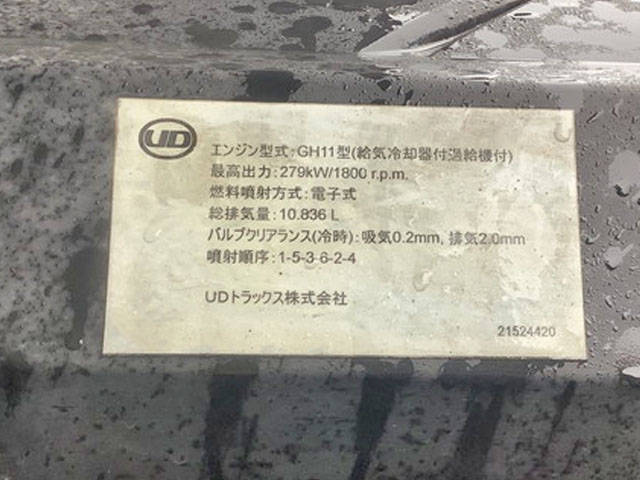 UD
エンジン型式:GH11型(給気冷却器付過給機付)
最高出力:279kW/1800 r.p.m.
燃料噴射方式:電子式
総排気量:10.836 L
バルブクリアランス(冷時):吸気0.2mm, 排気2.0mm
噴射順序:1-5-3-6-2-4
UDトラックス株式会社
21524420